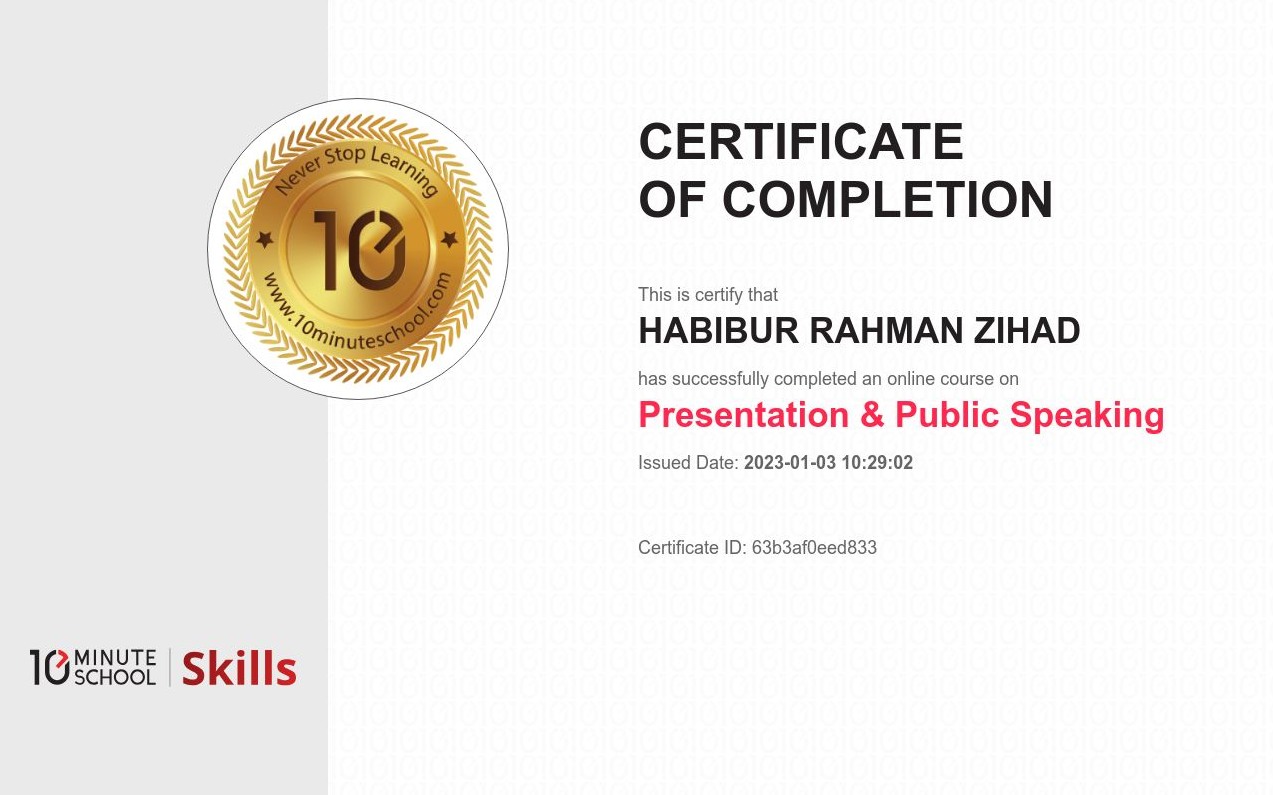 Never Stop Learning
10
www.10minuteschool.com
CERTIFICATE
OF COMPLETION
This is certify that
HABIBUR RAHMAN ZIHAD
has successfully completed an online course on
Presentation & Public Speaking
Issued Date: 2023-01-03 10:29:02
Certificate ID: 63b3af0eed833
10 MINUTE SCHOOL | Skills